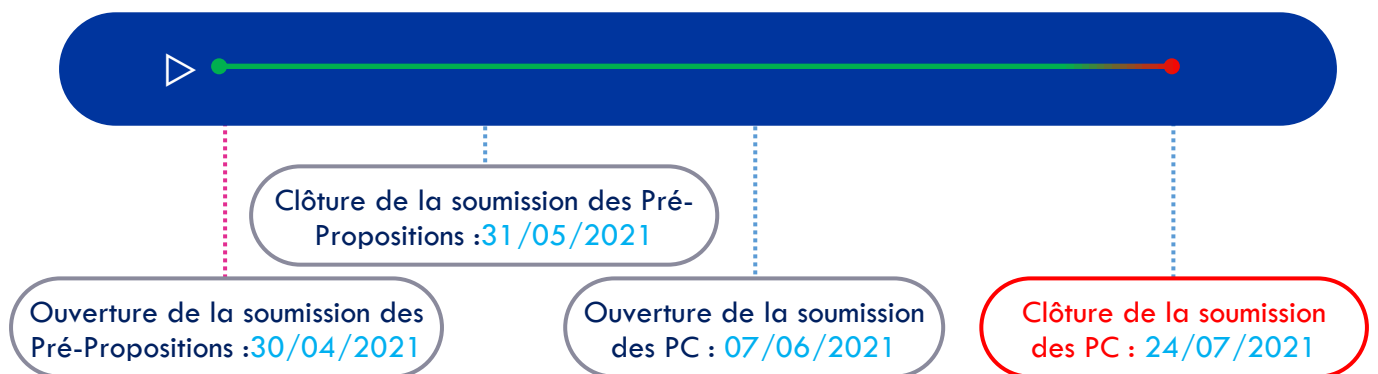 Clôture de la soumission des Pré-
Propositions :31/05/2021
Ouverture de la soumission des
Pré-Propositions :30/04/2021
Ouverture de la soumission
des PC : 07/06/2021
Clôture de la soumission
des PC : 24/07/2021